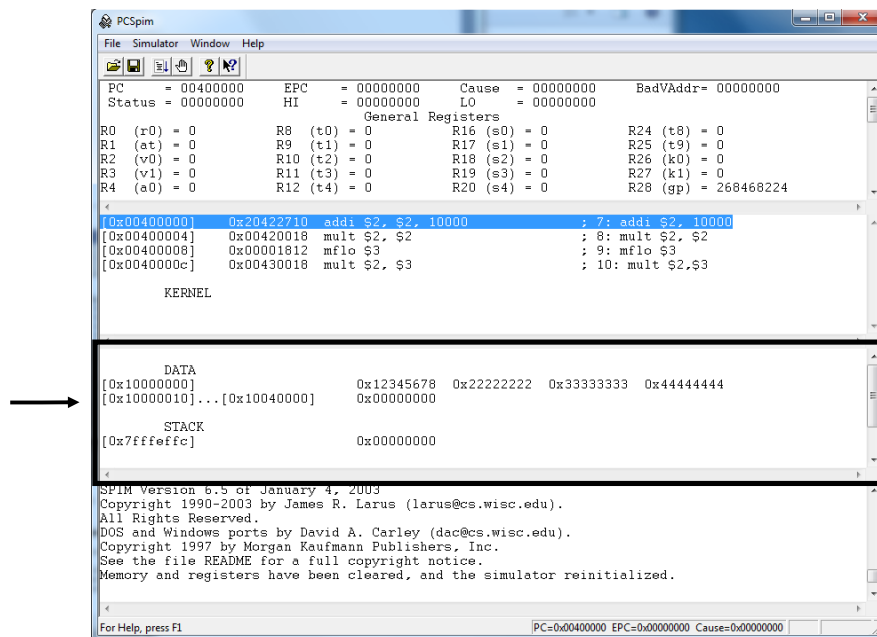 PCSpim
File Simulator Window Help
PC = 00400000 EPC = 00000000 Cause = 00000000 BadVAddr= 00000000
Status = 00000000 HI = 00000000 LO = 00000000
General Registers
R0 (r0) = 0 R8 (t0) = 0 R16 (s0) = 0 R24 (t8) = 0
R1 (at) = 0 R9 (t1) = 0 R17 (s1) = 0 R25 (t9) = 0
R2 (v0) = 0 R10 (t2) = 0 R18 (s2) = 0 R26 (k0) = 0
R3 (v1) = 0 R11 (t3) = 0 R19 (s3) = 0 R27 (k1) = 0
R4 (a0) = 0 R12 (t4) = 0 R20 (s4) = 0 R28 (gp) = 268468224
[0x00400000] 0x20422710 addi $2, $2, 10000 ; 7: addi $2, 10000
[0x00400004] 0x00420018 mult $2, $2 ; 8: mult $2, $2
[0x00400008] 0x00001812 mflo $3 ; 9: mflo $3
[0x0040000c] 0x00430018 mult $2, $3 ; 10: mult $2,$3
KERNEL
DATA
[0x10000000] 0x12345678 0x22222222 0x33333333 0x44444444
[0x10000010]...[0x10040000] 0x00000000
STACK
[0x7fffeffc] 0x00000000
SPIM Version 6.5 of January 4, 2003
Copyright 1990-2003 by James R. Larus (larus@cs.wisc.edu).
All Rights Reserved.
DOS and Windows ports by David A. Carley (dac@cs.wisc.edu).
Copyright 1997 by Morgan Kaufmann Publishers, Inc.
See the file README for a full copyright notice.
Memory and registers have been cleared, and the simulator reinitialized.
For Help, press F1 PC=0x00400000 EPC=0x00000000 Cause=0x00000000